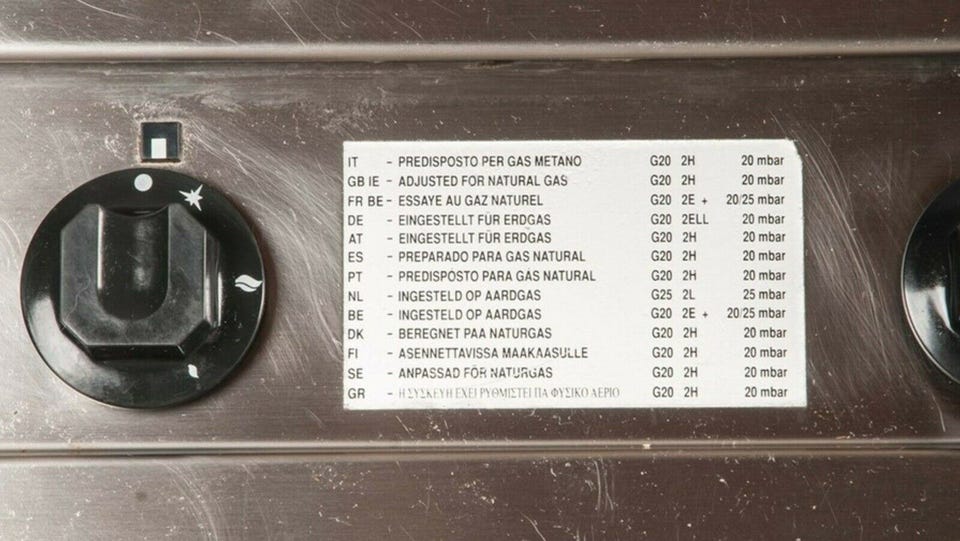 IT - PREDISPOSTO PER GAS METANO G20 2H 20 mbar
GB IE - ADJUSTED FOR NATURAL GAS G20 2H 20 mbar
FR BE - ESSAYE AU GAZ NATUREL G20 2E + 20/25 mbar
DE - EINGESTELLT FÜR ERDGAS G20 2ELL 20 mbar
AT - EINGESTELLT FÜR ERDGAS G20 2H 20 mbar
ES - PREPARADO PARA GAS NATURAL G20 2H 20 mbar
PT - PREDISPOSTO PARA GÁS NATURAL G20 2H 20 mbar
NL - INGESTELD OP AARDGAS G25 2L 25 mbar
BE - INGESTELD OP AARDGAS G20 2E + 20/25 mbar
DK - BEREGNET PAA NATURGAS G20 2H 20 mbar
FI - ASENNETTAVISSA MAAKAASULLE G20 2H 20 mbar
SE - ANPASSAD FÖR NATURGAS G20 2H 20 mbar
GR - Η ΣΥΣΚΕΥΗ ΕΧΕΙ ΡΥΘΜΙΣΤΕΙ ΓΙΑ ΦΥΣΙΚΟ ΑΕΡΙΟ G20 2H 20 mbar